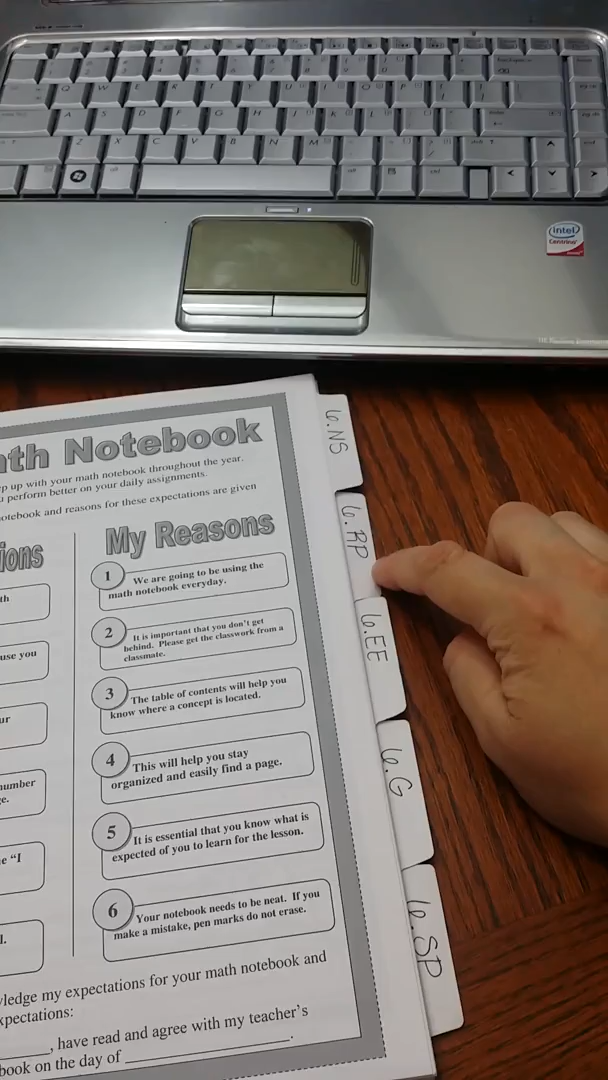 Q W E R T Y U I O P
A S D F G H J K L
Z X C V B N M
intel
Centrino
ath Notebook
ep up with your math notebook throughout the year.
u perform better on your daily assignments.
otebook and reasons for these expectations are given
ions
My Reasons
1 We are going to be using the
math notebook everyday.
2 It is important that you don't get
behind. Please get the classwork from a
classmate.
3 The table of contents will help you
know where a concept is located.
4 This will help you stay
organized and easily find a page.
5 It is essential that you know what is
expected of you to learn for the lesson.
6 Your notebook needs to be neat. If you
make a mistake, pen marks do not erase.
th
use you
ur
number
e.
e "I
l.
vledge my expectations for your math notebook and
xpectations:
, have read and agree with my teacher's
book on the day of ____________________.
6.NS
6.RP
6.EE
6.G
6.SP